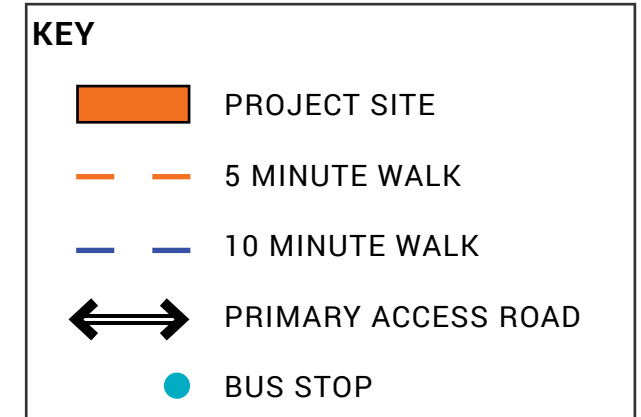 KEY
PROJECT SITE
5 MINUTE WALK
10 MINUTE WALK
PRIMARY ACCESS ROAD
BUS STOP